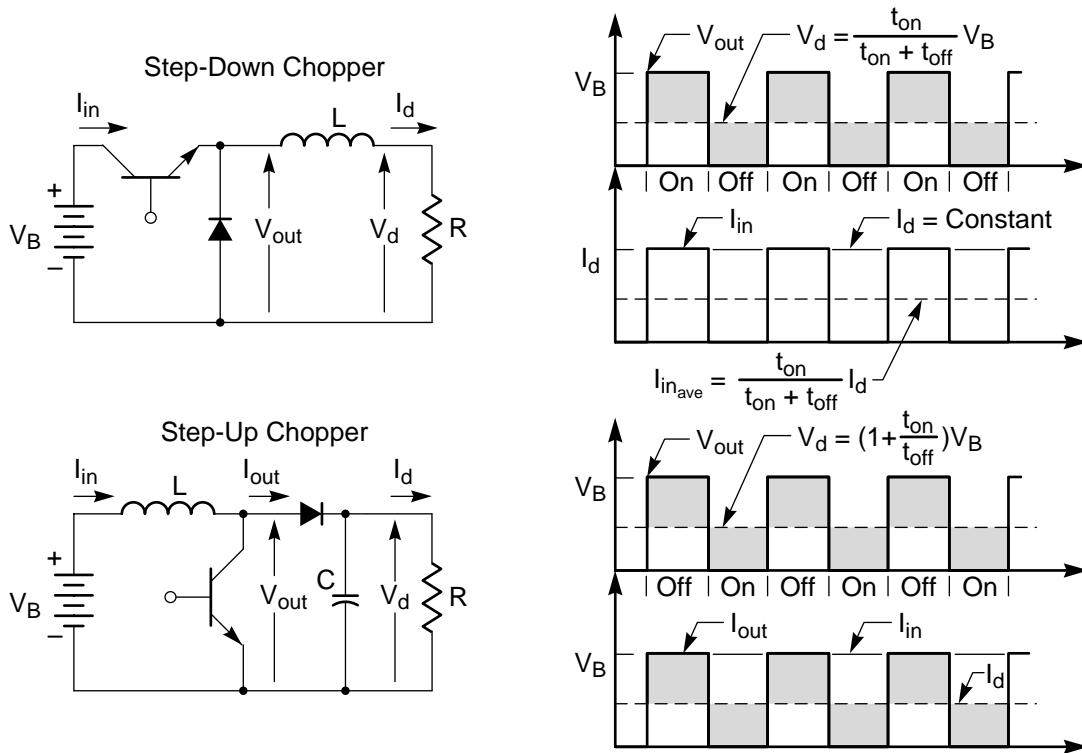 Step-Down Chopper
I_in
L
I_d
+
V_B
−
V_out
V_d
R
V_out
V_d = t_on / (t_on + t_off) V_B
V_B
On Off On Off On Off
I_in
I_d = Constant
I_d
I_in_ave = t_on / (t_on + t_off) I_d
Step-Up Chopper
I_in
L
I_out
I_d
+
V_B
−
V_out
C
V_d
R
V_out
V_d = (1+ t_on / t_off )V_B
V_B
Off On Off On Off On
I_out
I_in
V_B
I_d